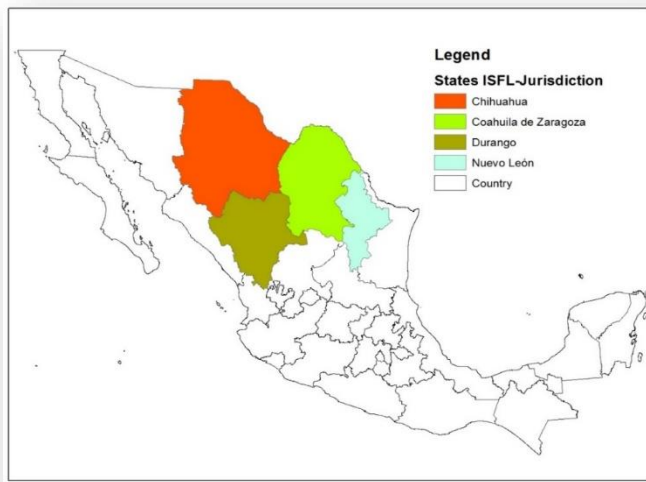 Legend
States ISFL-Jurisdiction
Chihuahua
Coahuila de Zaragoza
Durango
Nuevo León
Country